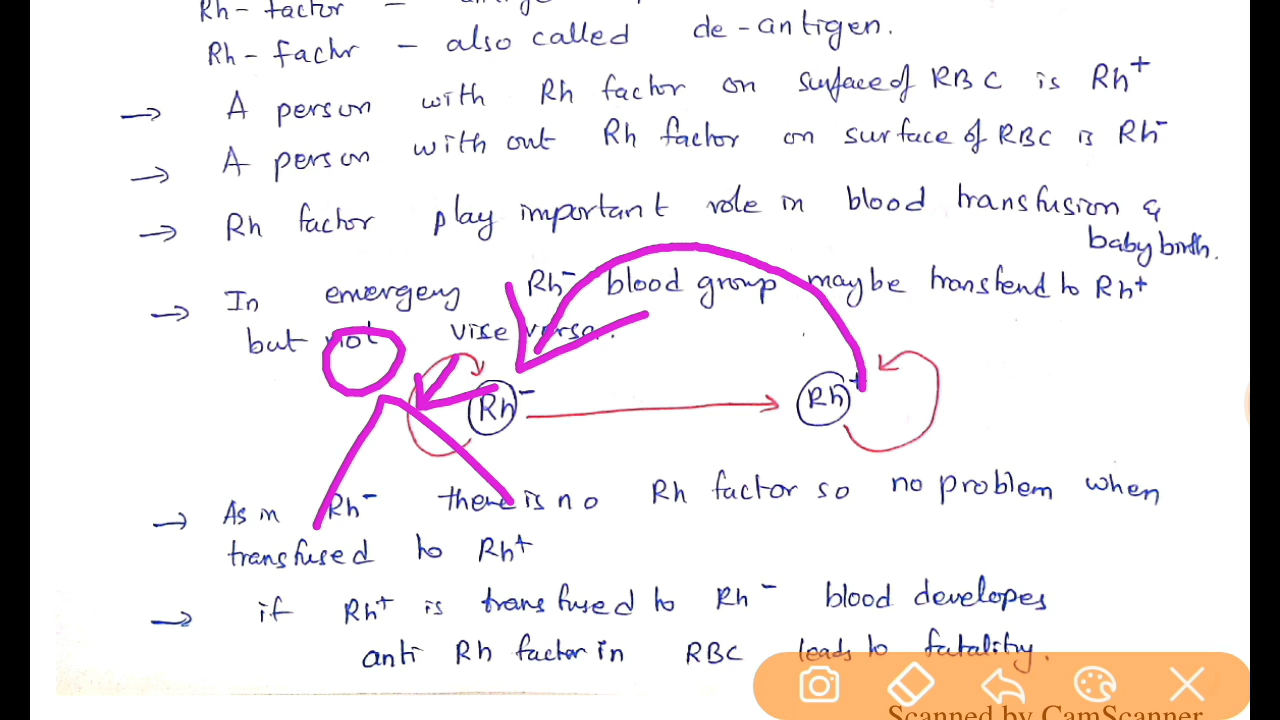 Rh - factor -
Rh - factr - also called de - antigen.
→ A person with Rh factor on surface of RBC is Rh+
→ A person with out Rh factor on surface of RBC is Rh-
→ Rh factor play important role in blood transfusion &
baby birth.
→ In emergency Rh- blood group maybe transfend to Rh+
but not vise versa.
Rh- Rh+
→ As in Rh- there is no Rh factor so no problem when
transfused to Rh+
→ if Rh+ is transfused to Rh- blood developes
anti Rh factor in RBC leads to fatality.
Scanned by CamScanner